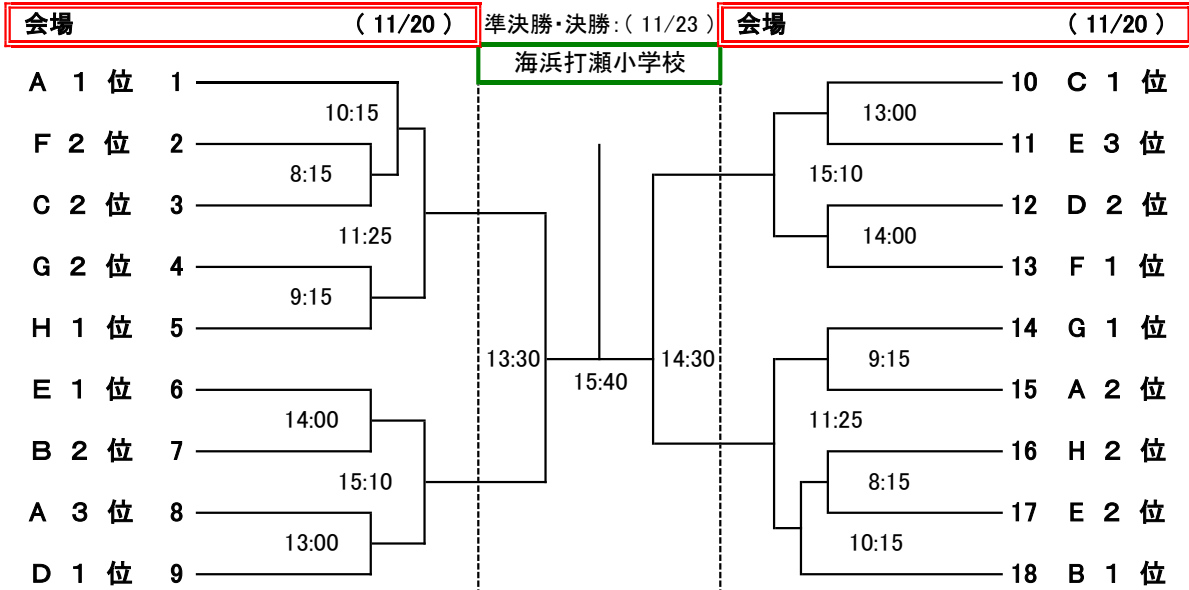 会場 ( 11/20 ) 準決勝・決勝:( 11/23 ) 会場 ( 11/20 )
海浜打瀬小学校
A 1 位 1 10 C 1 位
10:15 13:00
F 2 位 2 11 E 3 位
8:15 15:10
C 2 位 3 12 D 2 位
11:25 14:00
G 2 位 4 13 F 1 位
9:15
H 1 位 5 14 G 1 位
13:30 14:30 9:15
15:40
E 1 位 6 15 A 2 位
14:00 11:25
B 2 位 7 16 H 2 位
15:10 8:15
A 3 位 8 17 E 2 位
13:00 10:15
D 1 位 9 18 B 1 位